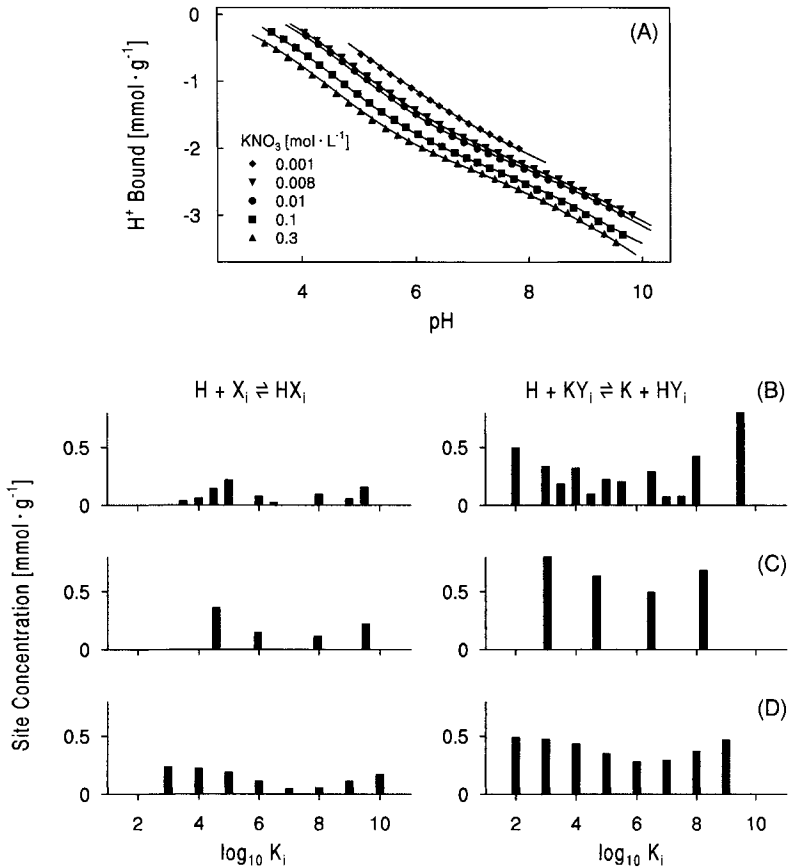 (A)
0
-1
-2
-3
H⁺ Bound [mmol · g⁻¹]
KNO₃ [mol · L⁻¹]
0.001
0.008
0.01
0.1
0.3
4 6 8 10
pH
H + Xᵢ ⇌ HXᵢ
H + KYᵢ ⇌ K + HYᵢ
(B)
0.5
0
0.5
0
(C)
0.5
0
0.5
0
(D)
0.5
0
0.5
0
Site Concentration [mmol · g⁻¹]
2 4 6 8 10
2 4 6 8 10
log₁₀ Kᵢ
log₁₀ Kᵢ